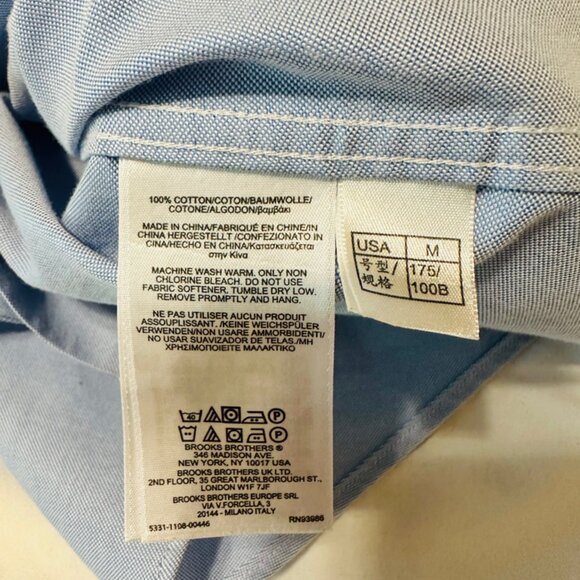 100% COTTON/COTON/BAUMWOLLE/
COTONE/ALGODON/βαμβάκι
MADE IN CHINA/FABRIQUÉ EN CHINE/IN
CHINA HERGESTELLT /CONFEZIONATO IN
CINA/HECHO EN CHINA/Κατασκευάζεται
στην Κίνα
MACHINE WASH WARM. ONLY NON
CHLORINE BLEACH. DO NOT USE
FABRIC SOFTENER. TUMBLE DRY LOW.
REMOVE PROMPTLY AND HANG.
NE PAS UTILISER AUCUN PRODUIT
ASSOUPLISSANT. /KEINE WEICHSPÜLER
VERWENDEN/NON USARE AMMORBIDENTI/
NO USAR SUAVIZADOR DE TELAS./ΜΗ
ΧΡΗΣΙΜΟΠΟΙΕΙΤΕ ΜΑΛΑΚΤΙΚΟ
40
BROOKS BROTHERS ®
346 MADISON AVE.
NEW YORK, NY 10017 USA
BROOKS BROTHERS UK LTD.
2ND FLOOR, 35 GREAT MARLBOROUGH ST.,
LONDON W1F 7JF
BROOKS BROTHERS EUROPE SRL
VIA V.FORCELLA, 3
20144 - MILANO ITALY
5331-1198-00446 RN93986
USA M
号型/ 175/
规格 100B